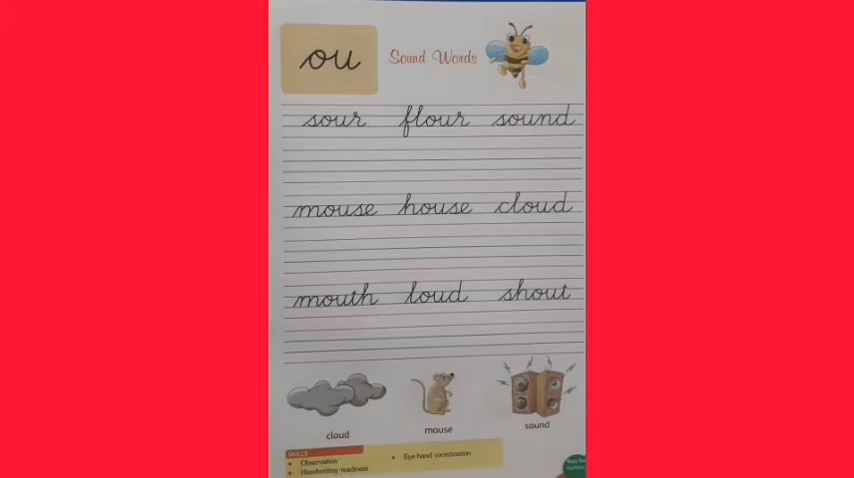 ou Sound Words
sour flour sound
mouse house cloud
mouth loud shout
cloud mouse sound
SKILLS
• Observation • Eye-hand coordination
• Handwriting readiness